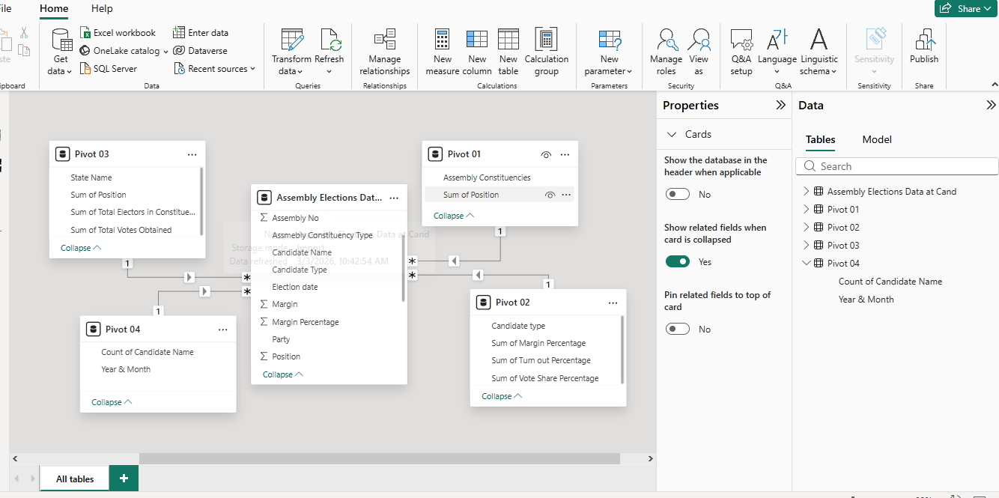 File
Home
Help
Share
Paste
Clipboard
Get data
Excel workbook
OneLake catalog
SQL Server
Enter data
Dataverse
Recent sources
Data
Transform data
Refresh
Queries
Manage relationships
Relationships
New measure
New column
New table
Calculation group
Calculations
New parameter
Parameters
Manage roles
View as
Security
Q&A setup
Language
Linguistic schema
Q&A
Sensitivity
Sensitivity
Publish
Share
Pivot 03
State Name
Sum of Position
Sum of Total Electors in Constitue...
Sum of Total Votes Obtained
Collapse
1
*
Pivot 04
Count of Candidate Name
Year & Month
Collapse
1
*
Assembly Elections Dat...
Assembly No
Assmebly Constituency Type
Candidate Name
Candidate Type
Election date
Margin
Margin Percentage
Party
Position
Collapse
Assembly Elections Data at Cand
Storage mode Import
Data refreshed 3/3/2026, 10:42:54 AM
Pivot 01
Assembly Constituencies
Sum of Position
Collapse
1
*
Pivot 02
Candidate type
Sum of Margin Percentage
Sum of Turn out Percentage
Sum of Vote Share Percentage
Collapse
1
*
All tables
+
Properties
Cards
Show the database in the
header when applicable
No
Show related fields when
card is collapsed
Yes
Pin related fields to top of
card
No
Data
Tables
Model
Search
Assembly Elections Data at Cand
Pivot 01
Pivot 02
Pivot 03
Pivot 04
Count of Candidate Name
Year & Month